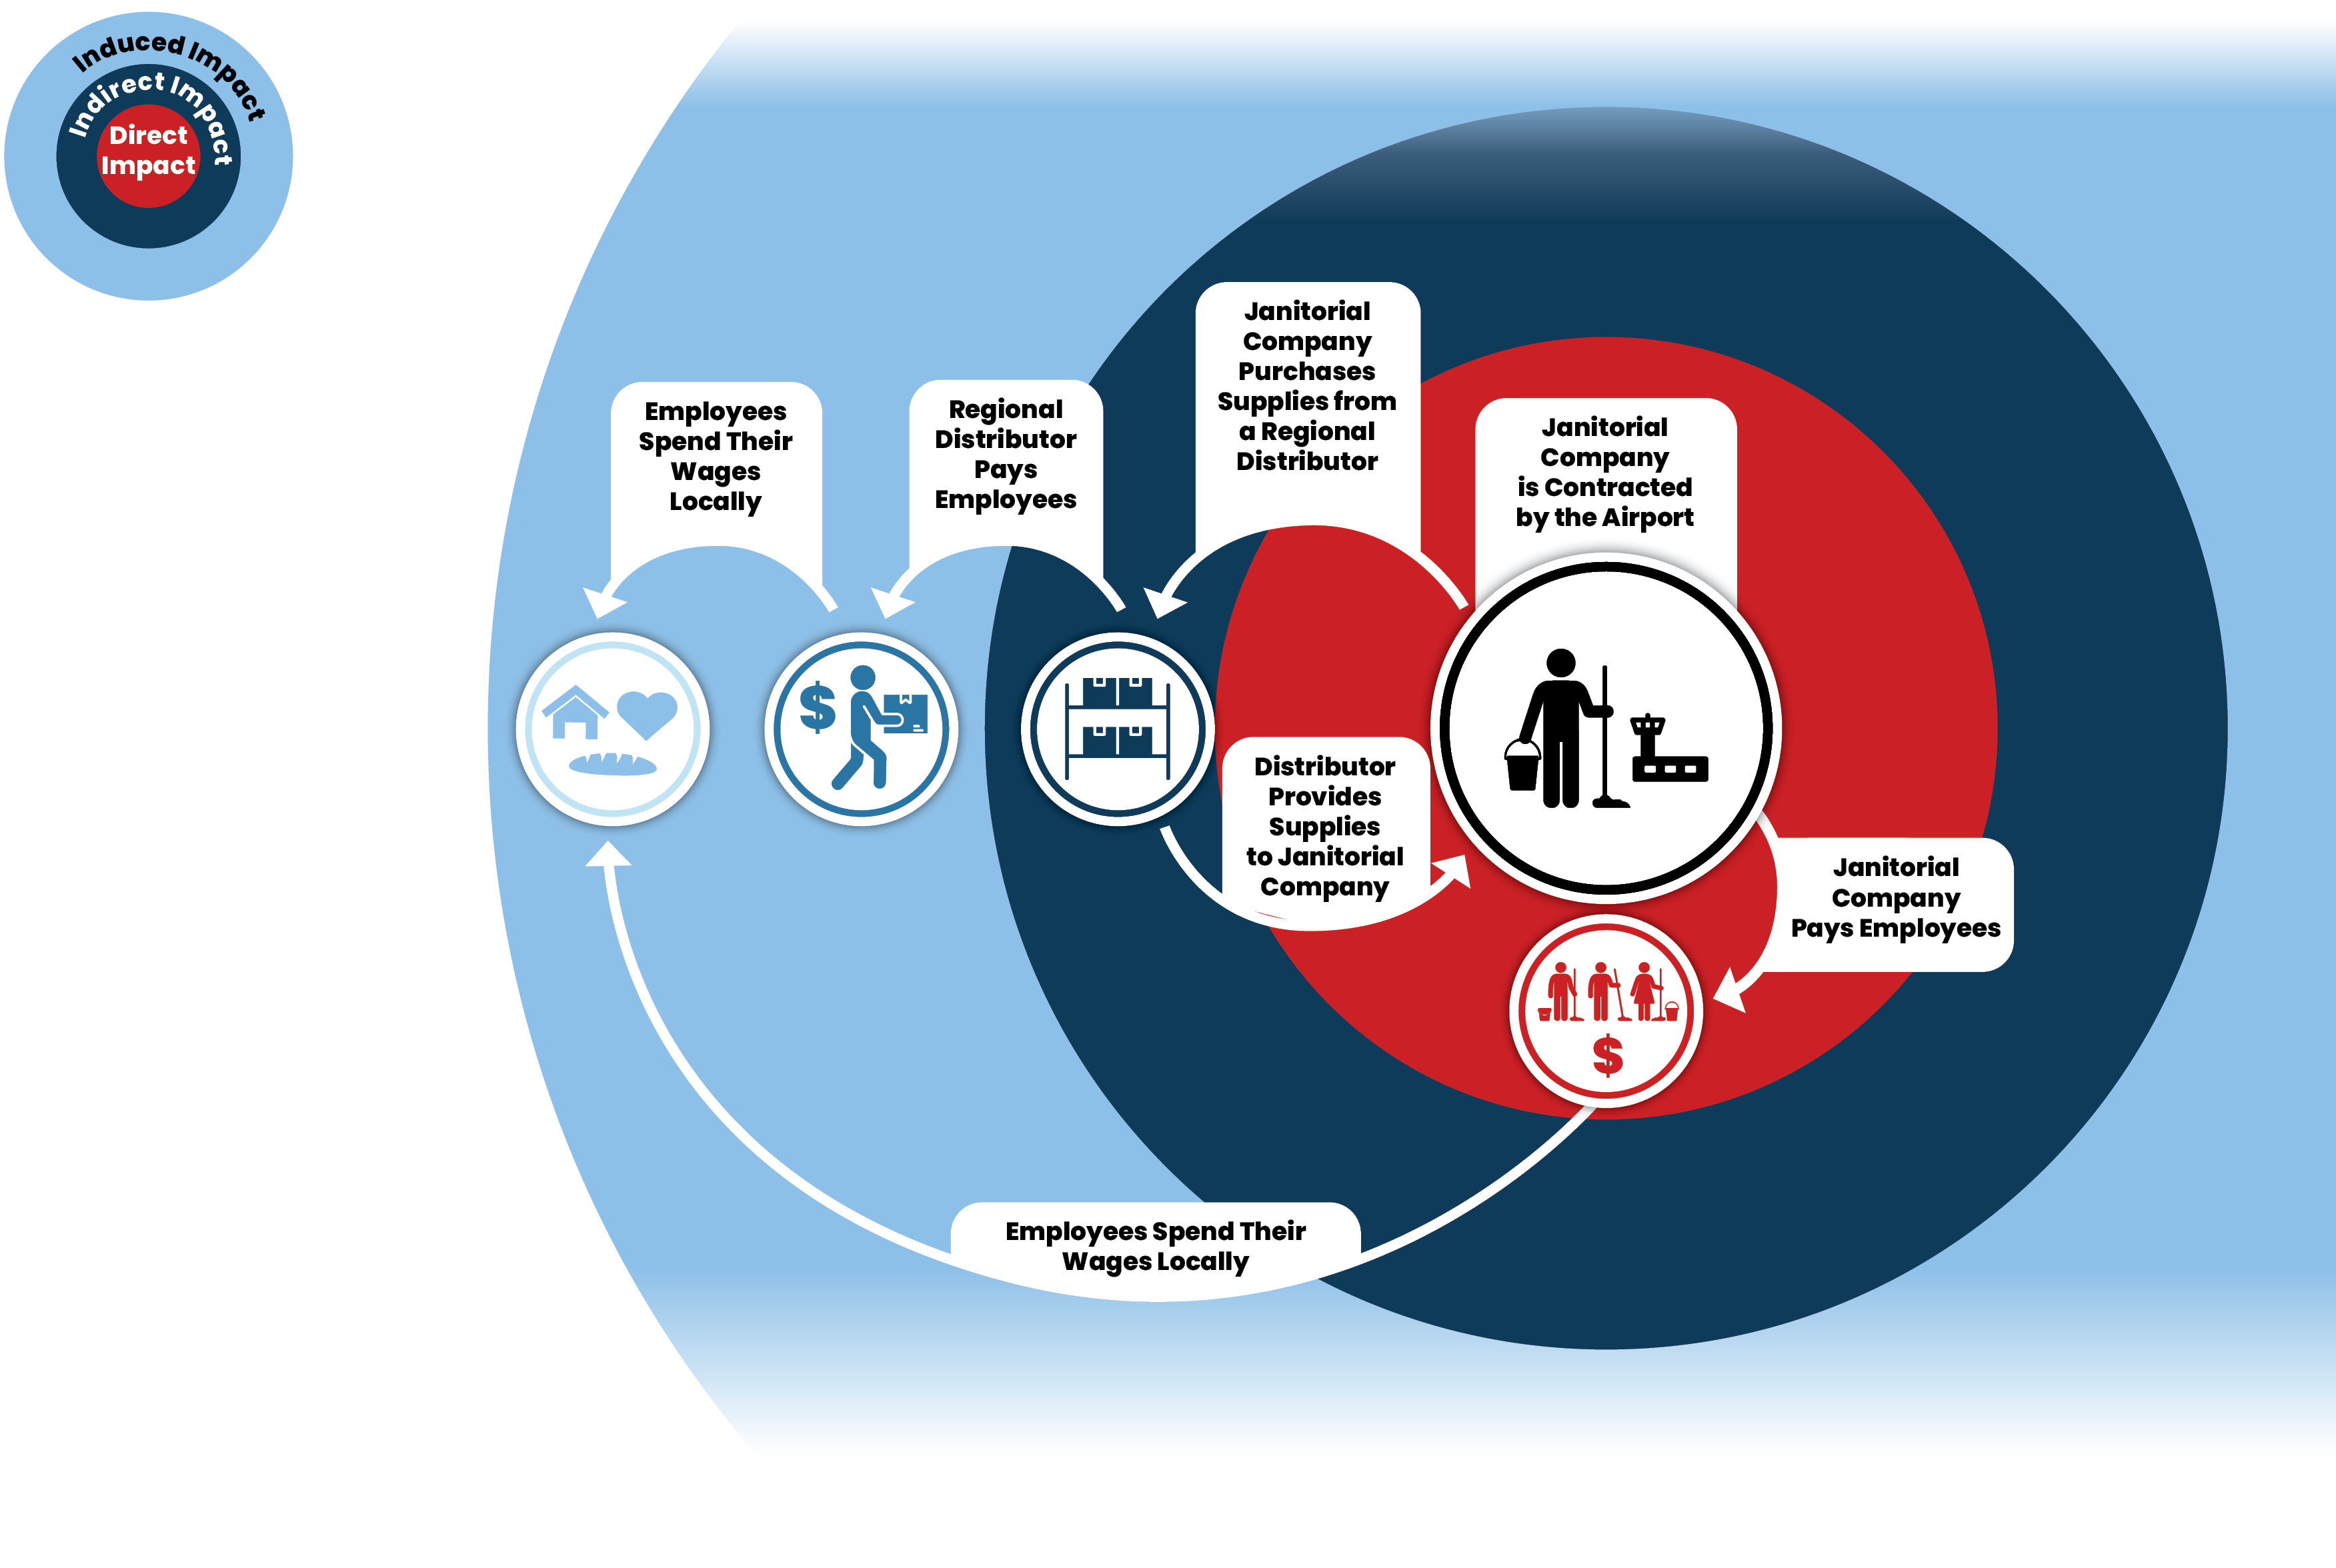 Induced Impact
Indirect Impact
Direct
Impact
Employees
Spend Their
Wages
Locally
Regional
Distributor
Pays
Employees
Janitorial
Company
Purchases
Supplies from
a Regional
Distributor
Janitorial
Company
is Contracted
by the Airport
$
Distributor
Provides
Supplies
to Janitorial
Company
Janitorial
Company
Pays Employees
$
Employees Spend Their
Wages Locally